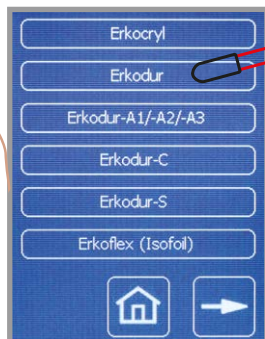 Erkocryl
Erkodur
Erkodur-A1/-A2/-A3
Erkodur-C
Erkodur-S
Erkoflex (Isofoil)